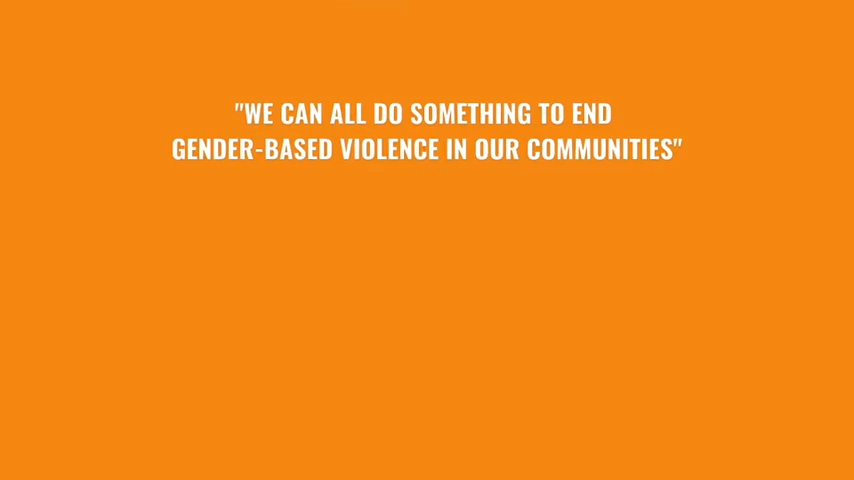 "WE CAN ALL DO SOMETHING TO END
GENDER-BASED VIOLENCE IN OUR COMMUNITIES"